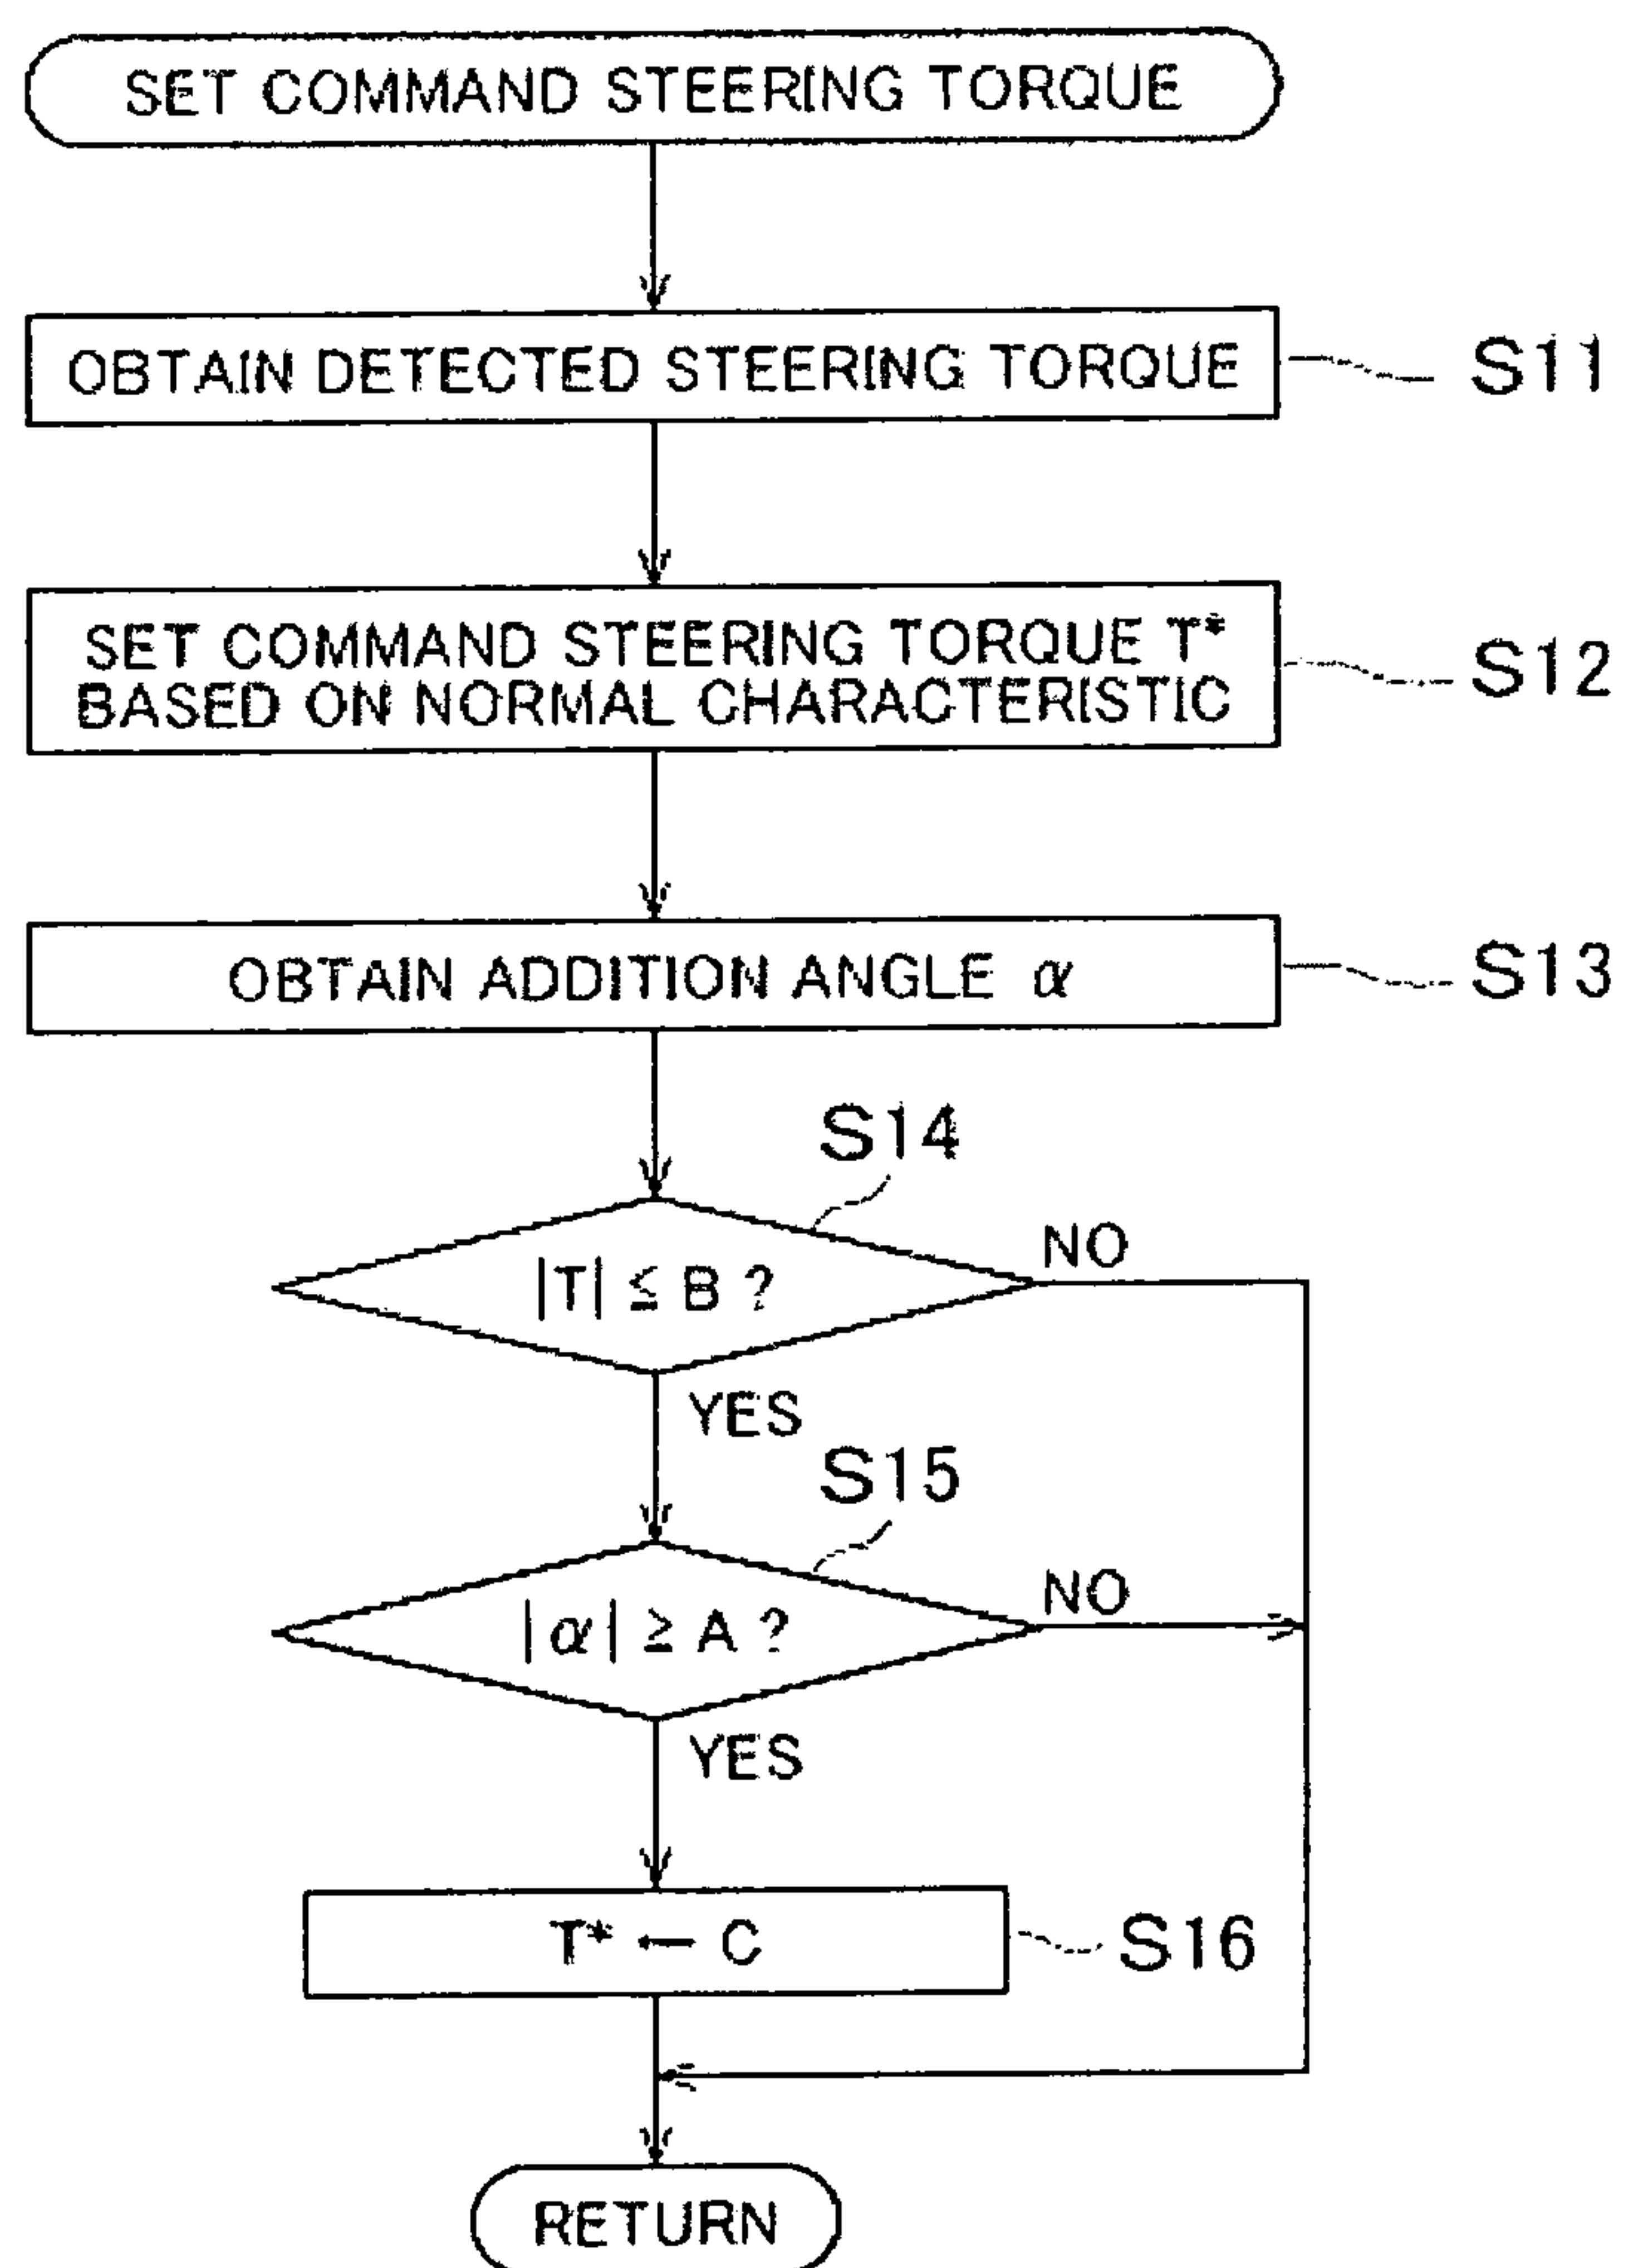 SET COMMAND STEERING TORQUE
OBTAIN DETECTED STEERING TORQUE
S11
SET COMMAND STEERING TORQUE T*
BASED ON NORMAL CHARACTERISTIC
S12
OBTAIN ADDITION ANGLE α
S13
S14
|T| ≦ B ?
NO
YES
S15
|α| ≧ A ?
NO
YES
T* ← C
S16
RETURN